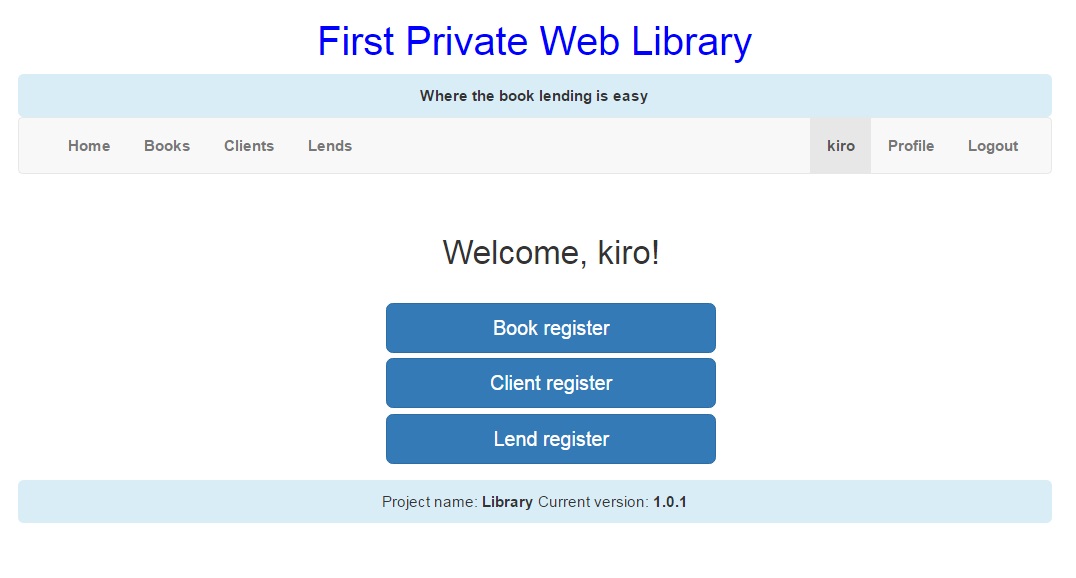 First Private Web Library
Where the book lending is easy
Home Books Clients Lends kiro Profile Logout
Welcome, kiro!
Book register
Client register
Lend register
Project name: Library Current version: 1.0.1